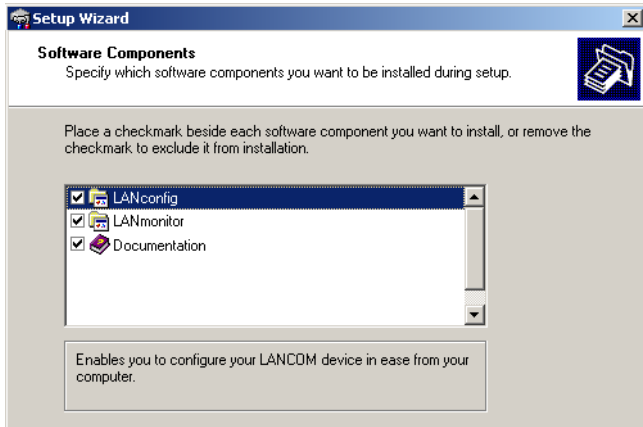 Setup Wizard
Software Components
Specify which software components you want to be installed during setup.
Place a checkmark beside each software component you want to install, or remove the
checkmark to exclude it from installation.
LANconfig
LANmonitor
Documentation
Enables you to configure your LANCOM device in ease from your
computer.